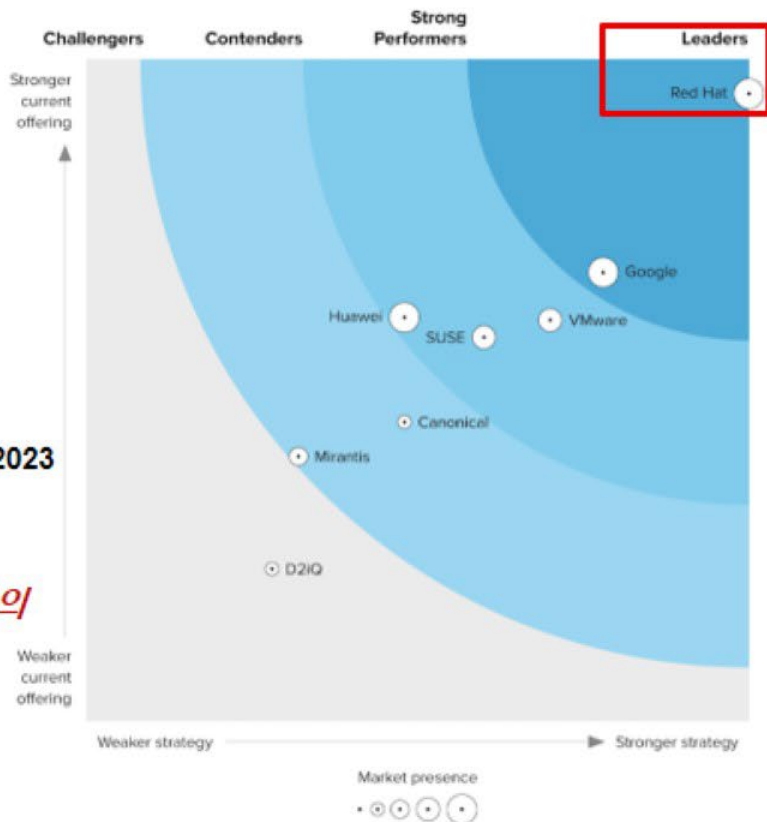 Challengers
Contenders
Strong
Performers
Leaders
Stronger
current
offering
Red Hat
Google
Huawei
VMware
SUSE
Canonical
2023
Mirantis
D2iQ
의
Weaker
current
offering
Weaker strategy
Stronger strategy
Market presence